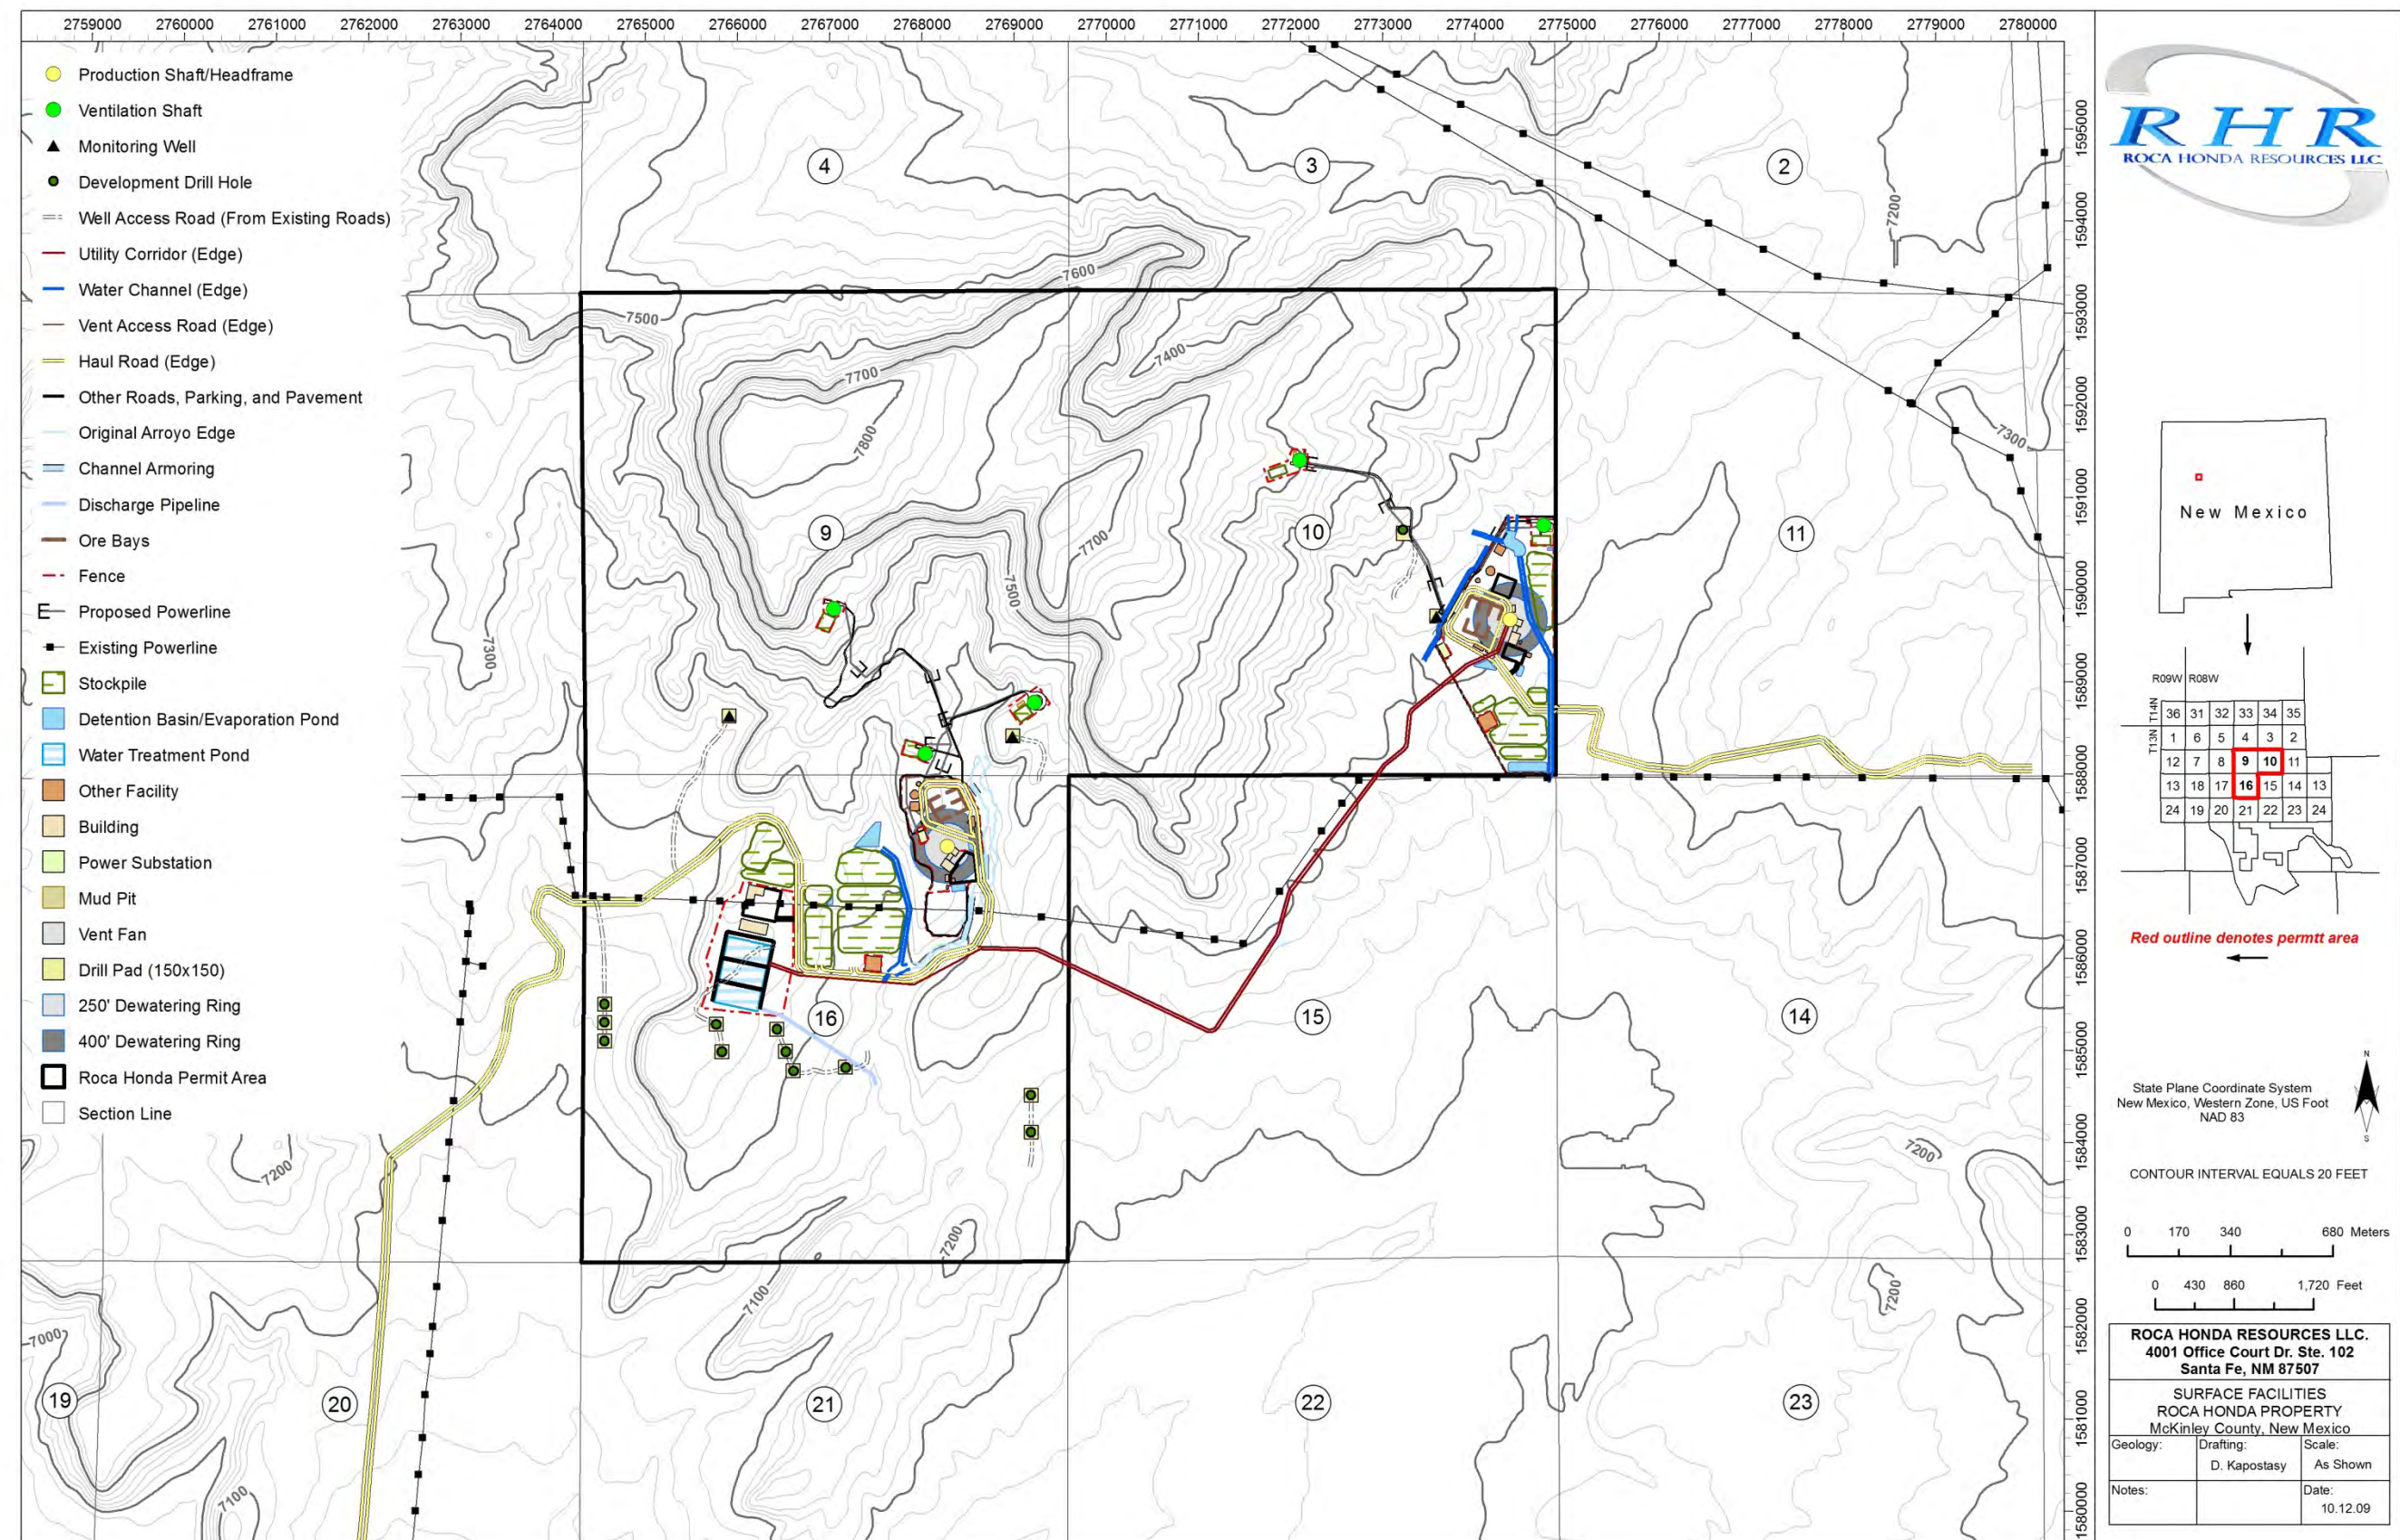 2759000 2760000 2761000 2762000 2763000 2764000 2765000 2766000 2767000 2768000 2769000 2770000 2771000 2772000 2773000 2774000 2775000 2776000 2777000 2778000 2779000 2780000
Production Shaft/Headframe
Ventilation Shaft
Monitoring Well
Development Drill Hole
Well Access Road (From Existing Roads)
Utility Corridor (Edge)
Water Channel (Edge)
Vent Access Road (Edge)
Haul Road (Edge)
Other Roads, Parking, and Pavement
Original Arroyo Edge
Channel Armoring
Discharge Pipeline
Ore Bays
Fence
Proposed Powerline
Existing Powerline
Stockpile
Detention Basin/Evaporation Pond
Water Treatment Pond
Other Facility
Building
Power Substation
Mud Pit
Vent Fan
Drill Pad (150x150)
250' Dewatering Ring
400' Dewatering Ring
Roca Honda Permit Area
Section Line
4
3
2
7200
7600
7500
7400
7700
7800
7300
9
10
11
7700
7500
7300
16
15
14
7200
7200
7200
7100
7200
7000
7100
19
20
21
22
23
1595000
1594000
1593000
1592000
1591000
1590000
1589000
1588000
1587000
1586000
1585000
1584000
1583000
1582000
1581000
1580000
RHR
ROCA HONDA RESOURCES LLC.
New Mexico
R09W R08W
T14N
T13N
36 31 32 33 34 35
1 6 5 4 3 2
12 7 8 9 10 11
13 18 17 16 15 14 13
24 19 20 21 22 23 24
Red outline denotes permtt area
N
S
State Plane Coordinate System
New Mexico, Western Zone, US Foot
NAD 83
CONTOUR INTERVAL EQUALS 20 FEET
0 170 340 680 Meters
0 430 860 1,720 Feet
ROCA HONDA RESOURCES LLC.
4001 Office Court Dr. Ste. 102
Santa Fe, NM 87507
SURFACE FACILITIES
ROCA HONDA PROPERTY
McKinley County, New Mexico
Geology: Drafting: Scale:
D. Kapostasy As Shown
Notes: Date:
10.12.09